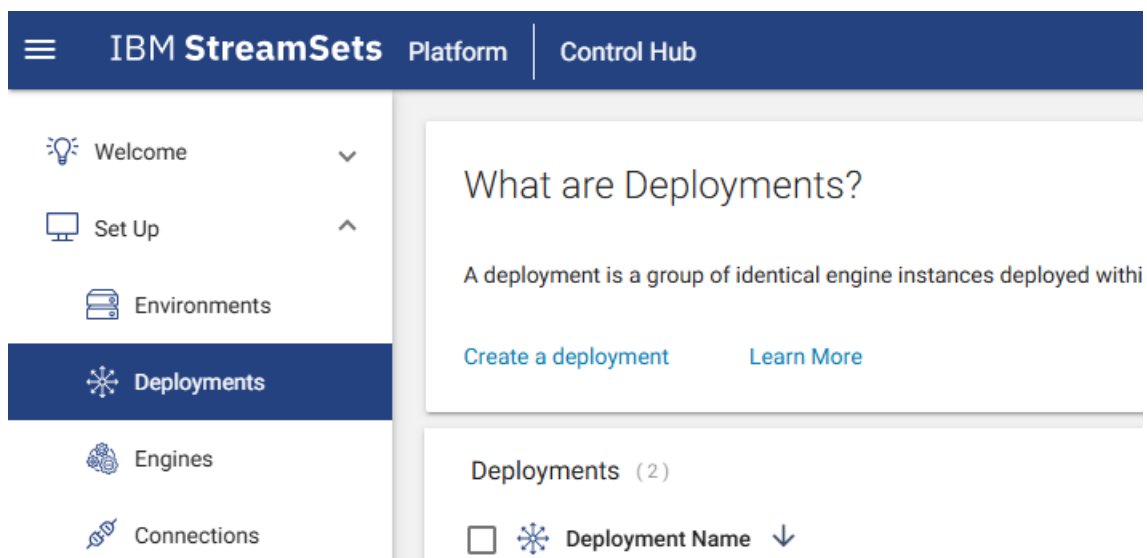 IBM StreamSets Platform Control Hub
Welcome
Set Up
Environments
Deployments
Engines
Connections
What are Deployments?
A deployment is a group of identical engine instances deployed withi
Create a deployment Learn More
Deployments (2)
Deployment Name